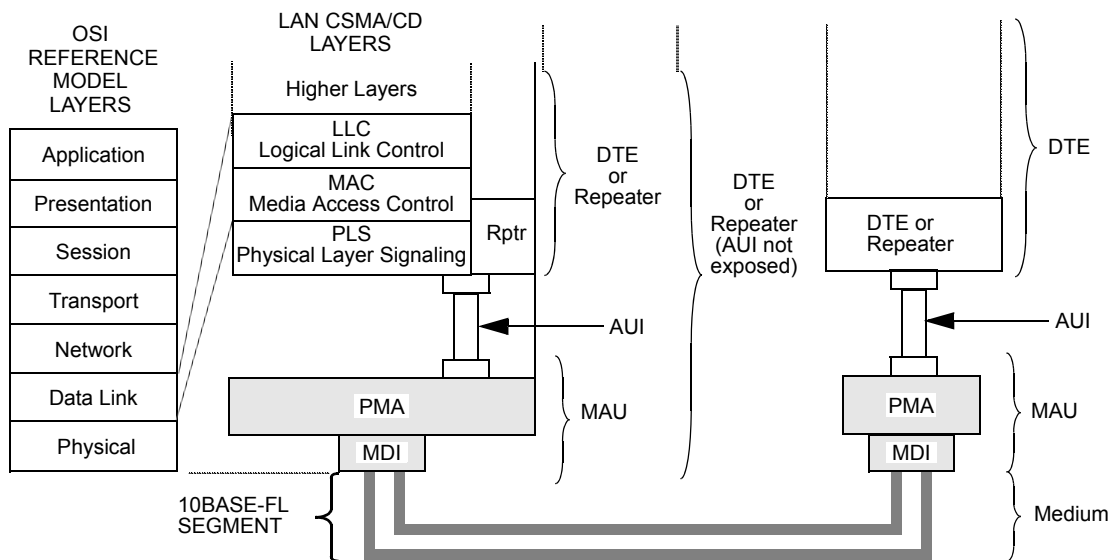 OSI
REFERENCE
MODEL
LAYERS
Application
Presentation
Session
Transport
Network
Data Link
Physical
LAN CSMA/CD
LAYERS
Higher Layers
LLC
Logical Link Control
MAC
Media Access Control
PLS
Physical Layer Signaling
Rptr
DTE
or
Repeater
AUI
PMA
MDI
MAU
10BASE-FL
SEGMENT
DTE
or
Repeater
(AUI not
exposed)
DTE or
Repeater
DTE
AUI
PMA
MDI
MAU
Medium